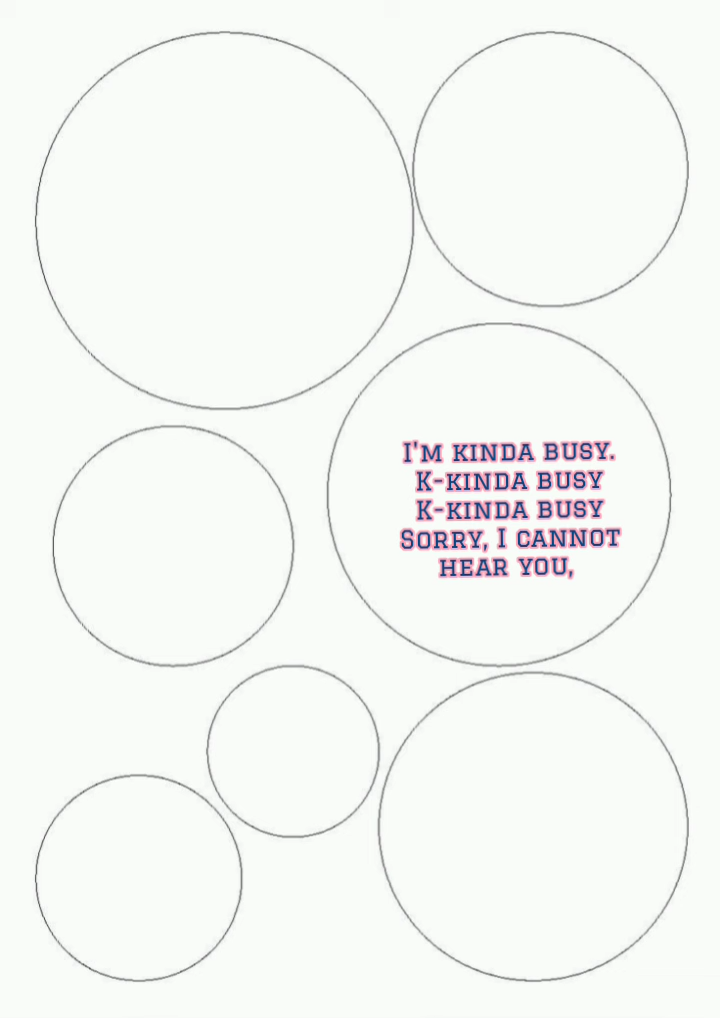 I'm kinda busy.
K-kinda busy
K-kinda busy
Sorry, I cannot
hear you,